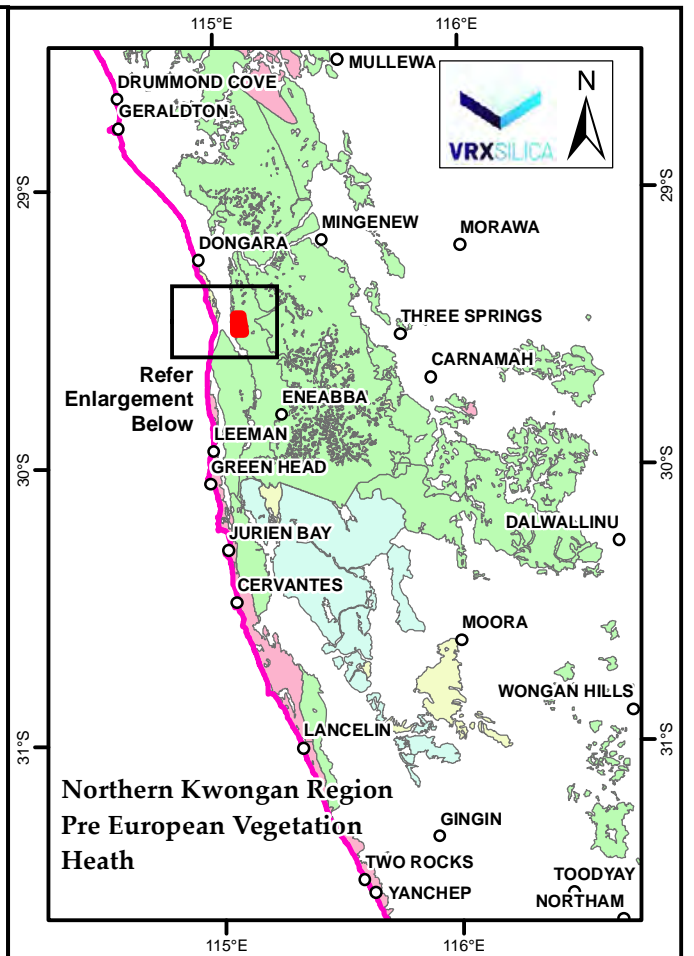 115°E 116°E
MULLEWA
DRUMMOND COVE
GERALDTON
N
VRXSILICA
29°S 29°S
MINGENEW
MORAWA
DONGARA
THREE SPRINGS
CARNAMAH
Refer
Enlargement
Below
ENEABBA
LEEMAN
GREEN HEAD
30°S 30°S
DALWALLINU
JURIEN BAY
CERVANTES
MOORA
WONGAN HILLS
LANCELIN
31°S 31°S
Northern Kwongan Region
Pre European Vegetation
Heath
GINGIN
TWO ROCKS
TOODYAY
YANCHEP
NORTHAM
115°E 116°E